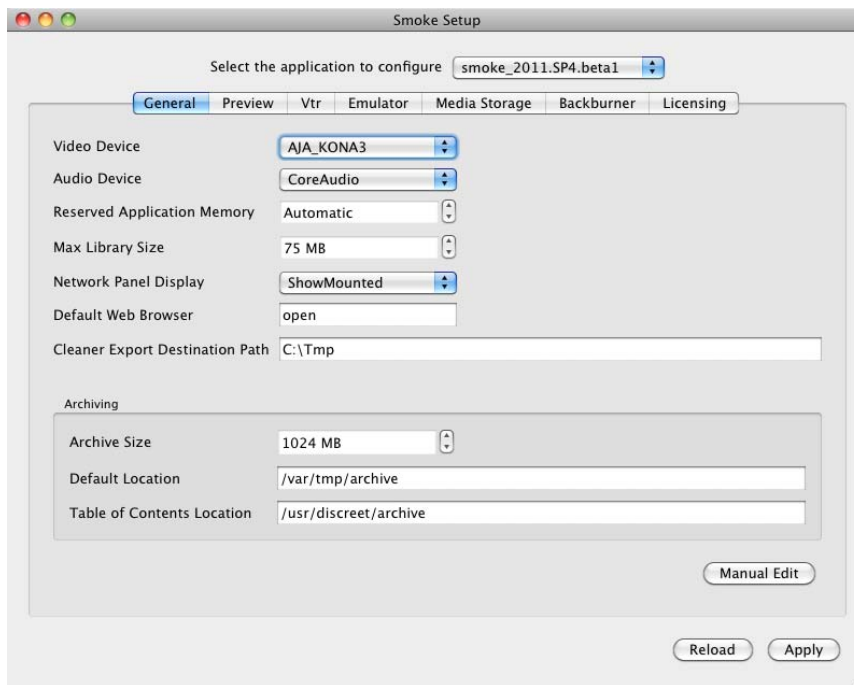 Smoke Setup
Select the application to configure smoke_2011.SP4.beta1
General Preview Vtr Emulator Media Storage Backburner Licensing
Video Device AJA_KONA3
Audio Device CoreAudio
Reserved Application Memory Automatic
Max Library Size 75 MB
Network Panel Display ShowMounted
Default Web Browser open
Cleaner Export Destination Path C:\Tmp
Archiving
Archive Size 1024 MB
Default Location /var/tmp/archive
Table of Contents Location /usr/discreet/archive
Manual Edit
Reload Apply